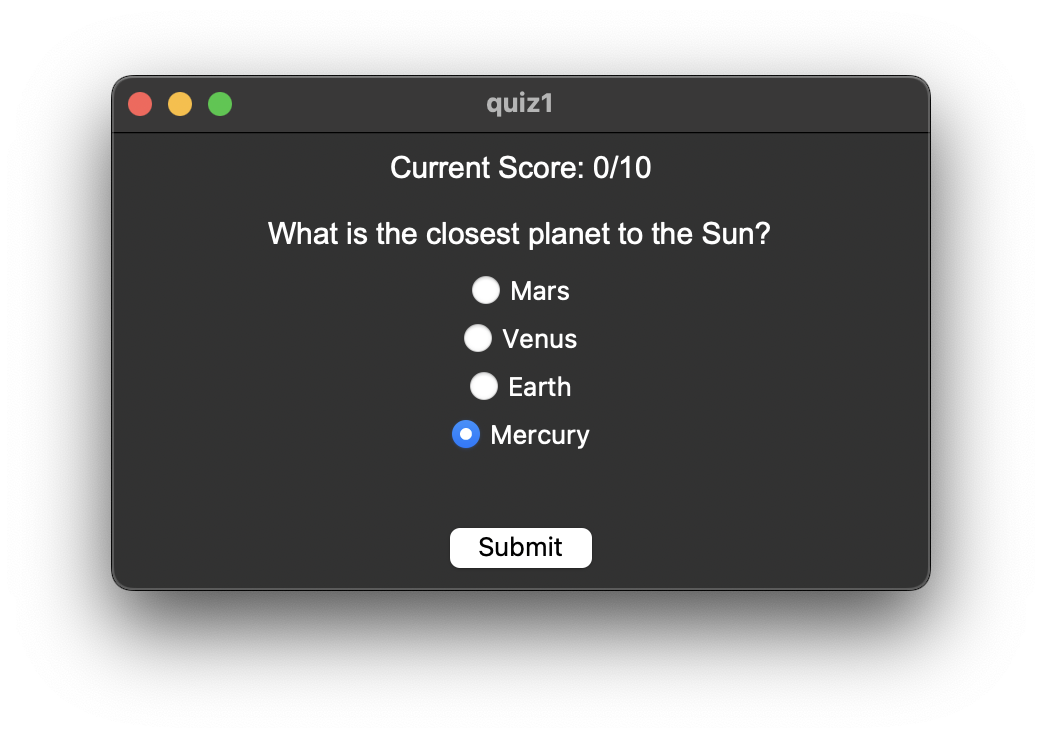 quiz1
Current Score: 0/10
What is the closest planet to the Sun?
Mars
Venus
Earth
Mercury
Submit